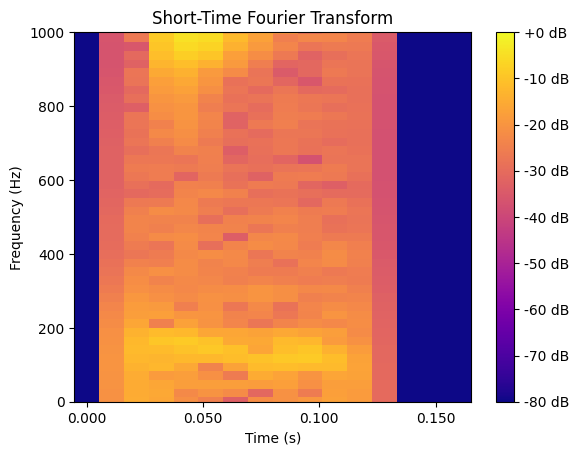 Short-Time Fourier Transform
1000
800
600
400
200
0
Frequency (Hz)
0.000
0.050
0.100
0.150
Time (s)
+0 dB
-10 dB
-20 dB
-30 dB
-40 dB
-50 dB
-60 dB
-70 dB
-80 dB